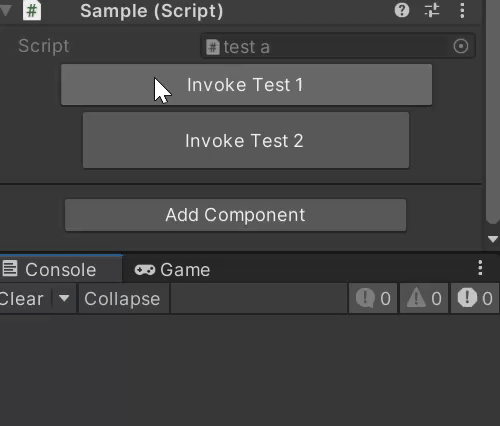 # Sample (Script)
Script # test a
Invoke Test 1
Invoke Test 2
Add Component
Console Game
Clear Collapse 0 0 0